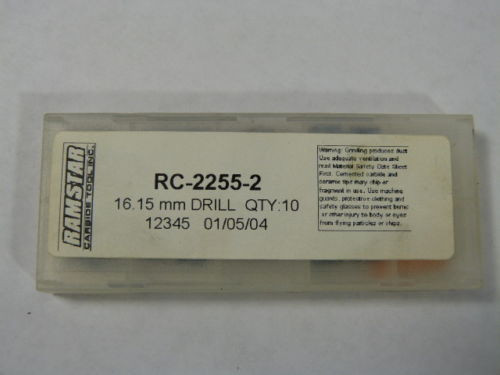 RAMSTAR
CARBIDE TOOL INC.
RC-2255-2
16.15 mm DRILL QTY:10
12345 01/05/04
Warning: Grinding produces dust
Use adequate ventilation and
read Material Safety Data Sheet
First. Cemented carbide and
ceramic tips may chip or
fragment in use. Use machine
guards, protective clothing and
safety glasses to prevent burns
or other injury to body or eyes
from flying particles or chips.